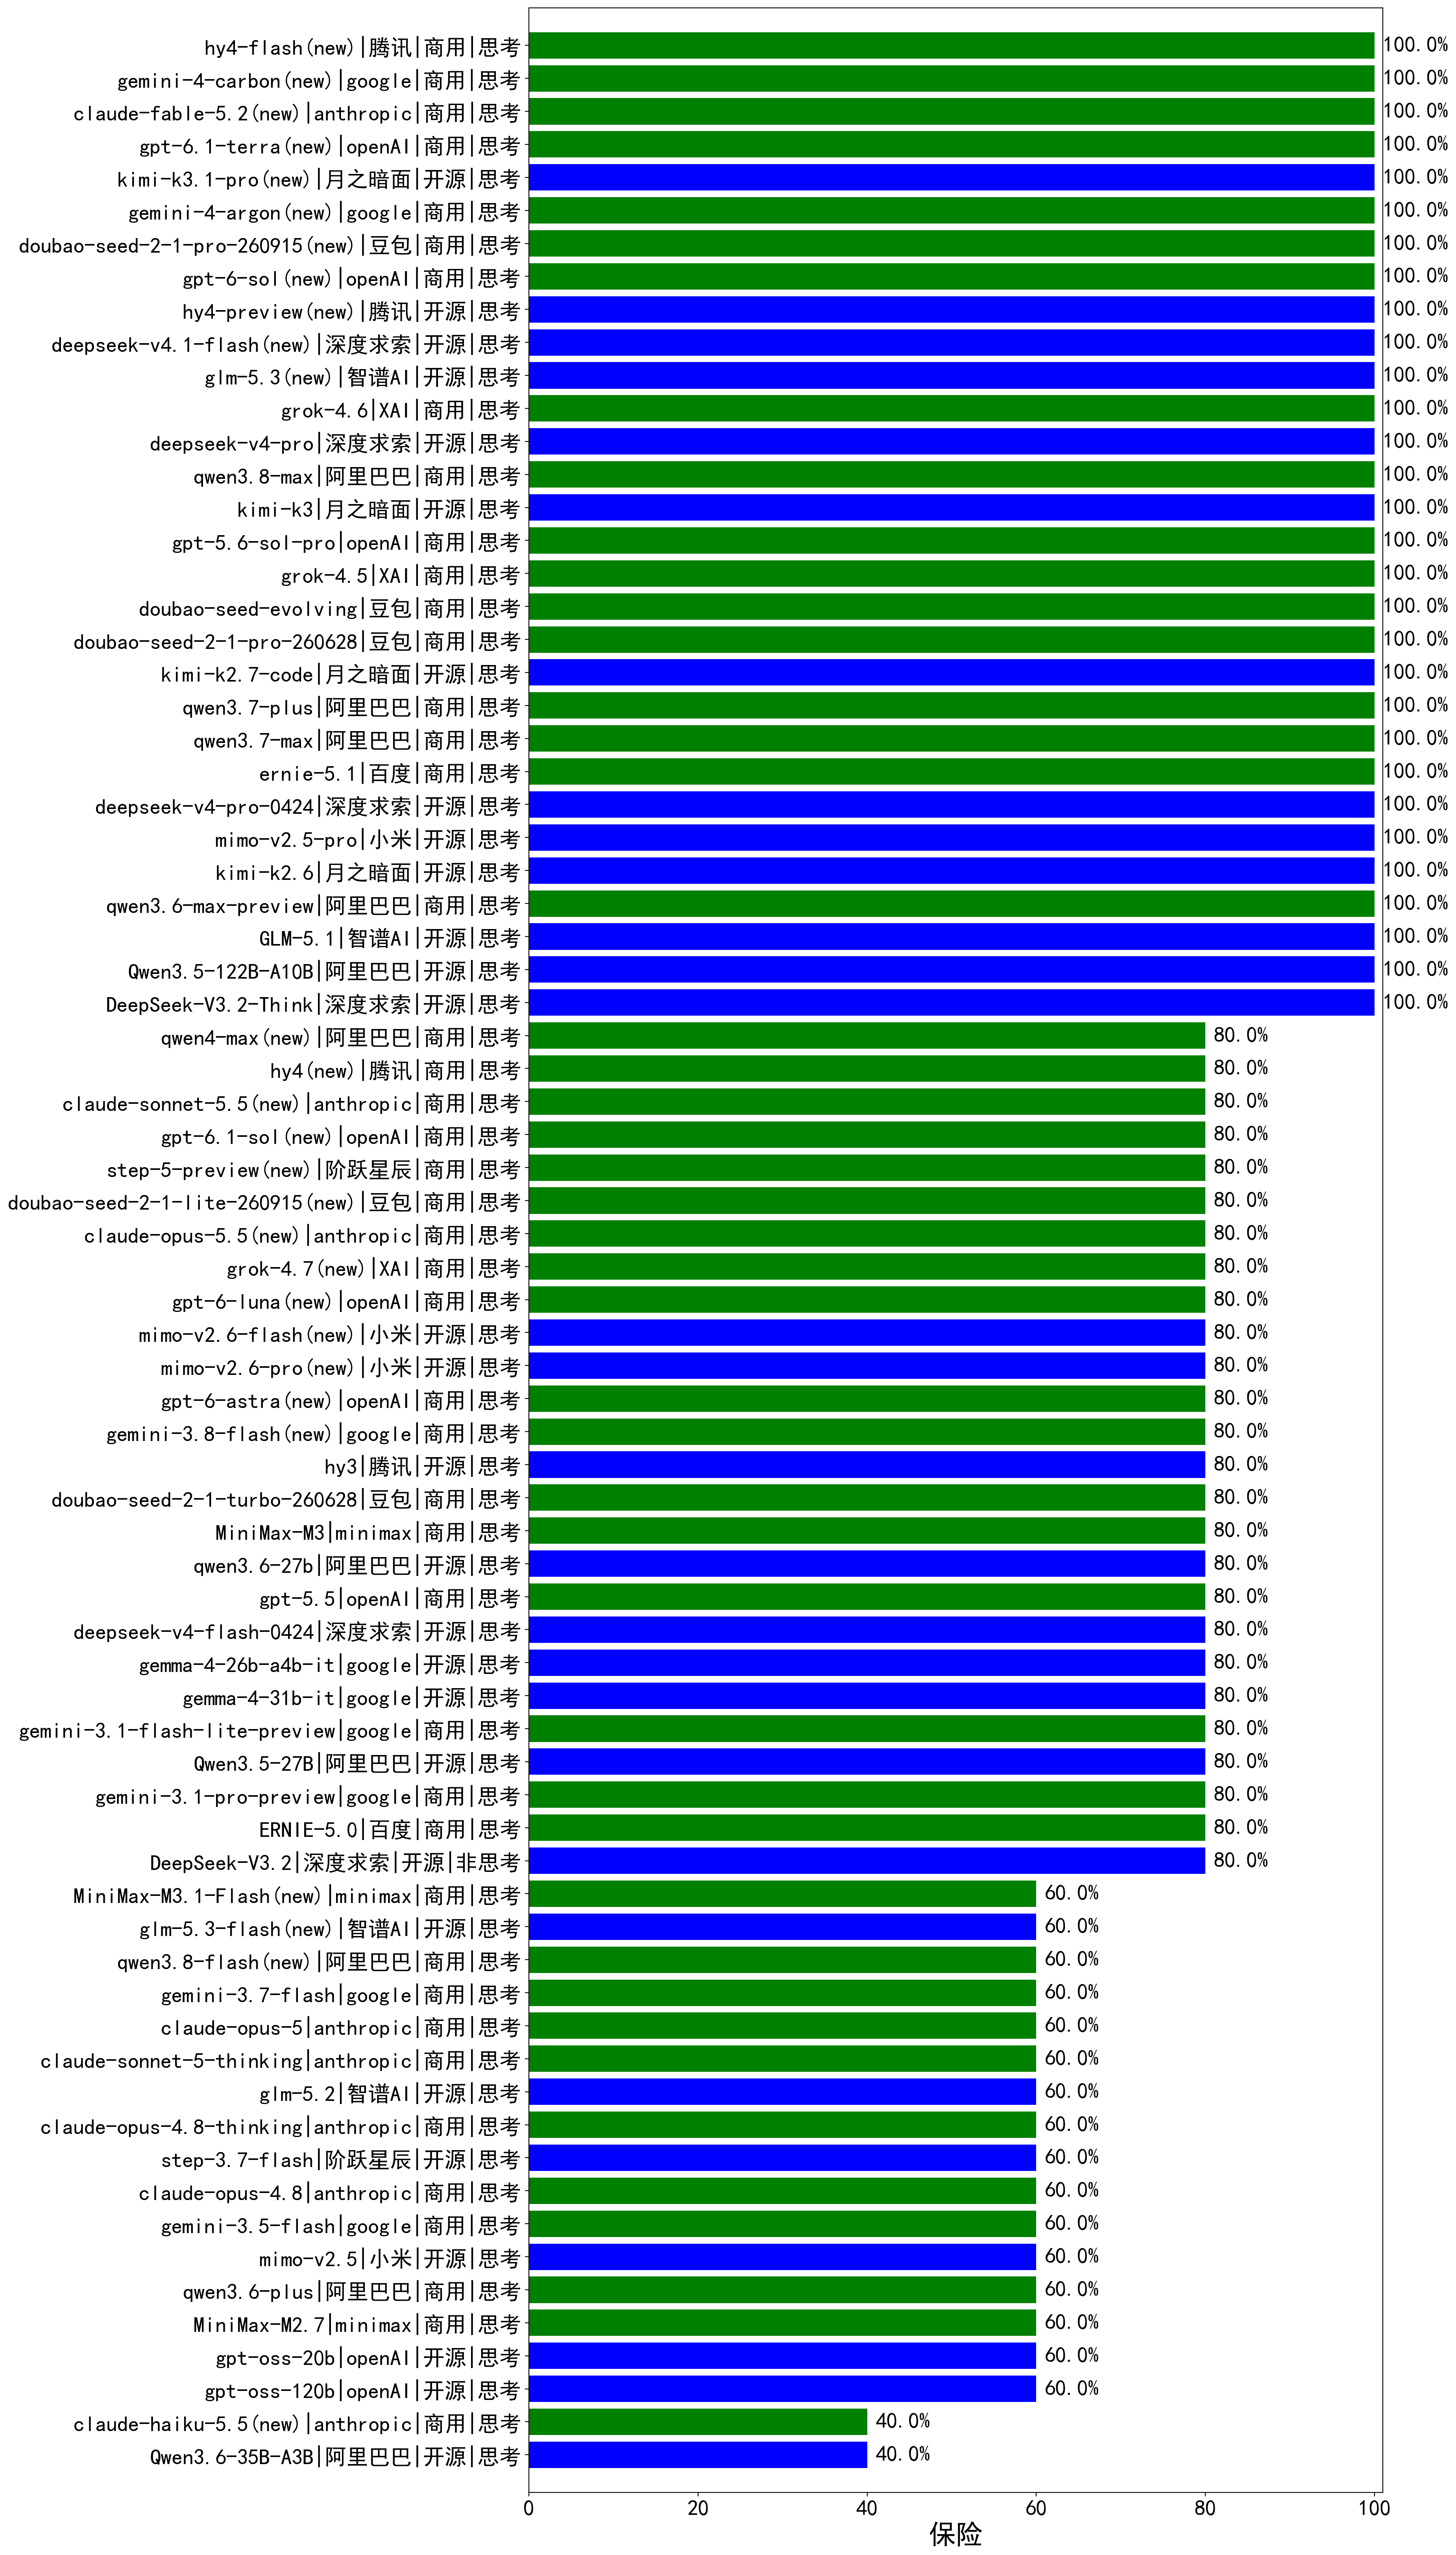 hy4-flash(new)|腾讯|商用|思考 100.0%
gemini-4-carbon(new)|google|商用|思考 100.0%
claude-fable-5.2(new)|anthropic|商用|思考 100.0%
gpt-6.1-terra(new)|openAI|商用|思考 100.0%
kimi-k3.1-pro(new)|月之暗面|开源|思考 100.0%
gemini-4-argon(new)|google|商用|思考 100.0%
doubao-seed-2-1-pro-260915(new)|豆包|商用|思考 100.0%
gpt-6-sol(new)|openAI|商用|思考 100.0%
hy4-preview(new)|腾讯|开源|思考 100.0%
deepseek-v4.1-flash(new)|深度求索|开源|思考 100.0%
glm-5.3(new)|智谱AI|开源|思考 100.0%
grok-4.6|XAI|商用|思考 100.0%
deepseek-v4-pro|深度求索|开源|思考 100.0%
qwen3.8-max|阿里巴巴|商用|思考 100.0%
kimi-k3|月之暗面|开源|思考 100.0%
gpt-5.6-sol-pro|openAI|商用|思考 100.0%
grok-4.5|XAI|商用|思考 100.0%
doubao-seed-evolving|豆包|商用|思考 100.0%
doubao-seed-2-1-pro-260628|豆包|商用|思考 100.0%
kimi-k2.7-code|月之暗面|开源|思考 100.0%
qwen3.7-plus|阿里巴巴|商用|思考 100.0%
qwen3.7-max|阿里巴巴|商用|思考 100.0%
ernie-5.1|百度|商用|思考 100.0%
deepseek-v4-pro-0424|深度求索|开源|思考 100.0%
mimo-v2.5-pro|小米|开源|思考 100.0%
kimi-k2.6|月之暗面|开源|思考 100.0%
qwen3.6-max-preview|阿里巴巴|商用|思考 100.0%
GLM-5.1|智谱AI|开源|思考 100.0%
Qwen3.5-122B-A10B|阿里巴巴|开源|思考 100.0%
DeepSeek-V3.2-Think|深度求索|开源|思考 100.0%
qwen4-max(new)|阿里巴巴|商用|思考 80.0%
hy4(new)|腾讯|商用|思考 80.0%
claude-sonnet-5.5(new)|anthropic|商用|思考 80.0%
gpt-6.1-sol(new)|openAI|商用|思考 80.0%
step-5-preview(new)|阶跃星辰|商用|思考 80.0%
doubao-seed-2-1-lite-260915(new)|豆包|商用|思考 80.0%
claude-opus-5.5(new)|anthropic|商用|思考 80.0%
grok-4.7(new)|XAI|商用|思考 80.0%
gpt-6-luna(new)|openAI|商用|思考 80.0%
mimo-v2.6-flash(new)|小米|开源|思考 80.0%
mimo-v2.6-pro(new)|小米|开源|思考 80.0%
gpt-6-astra(new)|openAI|商用|思考 80.0%
gemini-3.8-flash(new)|google|商用|思考 80.0%
hy3|腾讯|开源|思考 80.0%
doubao-seed-2-1-turbo-260628|豆包|商用|思考 80.0%
MiniMax-M3|minimax|商用|思考 80.0%
qwen3.6-27b|阿里巴巴|开源|思考 80.0%
gpt-5.5|openAI|商用|思考 80.0%
deepseek-v4-flash-0424|深度求索|开源|思考 80.0%
gemma-4-26b-a4b-it|google|开源|思考 80.0%
gemma-4-31b-it|google|开源|思考 80.0%
gemini-3.1-flash-lite-preview|google|商用|思考 80.0%
Qwen3.5-27B|阿里巴巴|开源|思考 80.0%
gemini-3.1-pro-preview|google|商用|思考 80.0%
ERNIE-5.0|百度|商用|思考 80.0%
DeepSeek-V3.2|深度求索|开源|非思考 80.0%
MiniMax-M3.1-Flash(new)|minimax|商用|思考 60.0%
glm-5.3-flash(new)|智谱AI|开源|思考 60.0%
qwen3.8-flash(new)|阿里巴巴|商用|思考 60.0%
gemini-3.7-flash|google|商用|思考 60.0%
claude-opus-5|anthropic|商用|思考 60.0%
claude-sonnet-5-thinking|anthropic|商用|思考 60.0%
glm-5.2|智谱AI|开源|思考 60.0%
claude-opus-4.8-thinking|anthropic|商用|思考 60.0%
step-3.7-flash|阶跃星辰|开源|思考 60.0%
claude-opus-4.8|anthropic|商用|思考 60.0%
gemini-3.5-flash|google|商用|思考 60.0%
mimo-v2.5|小米|开源|思考 60.0%
qwen3.6-plus|阿里巴巴|商用|思考 60.0%
MiniMax-M2.7|minimax|商用|思考 60.0%
gpt-oss-20b|openAI|开源|思考 60.0%
gpt-oss-120b|openAI|开源|思考 60.0%
claude-haiku-5.5(new)|anthropic|商用|思考 40.0%
Qwen3.6-35B-A3B|阿里巴巴|开源|思考 40.0%
0 20 40 60 80 100
保险